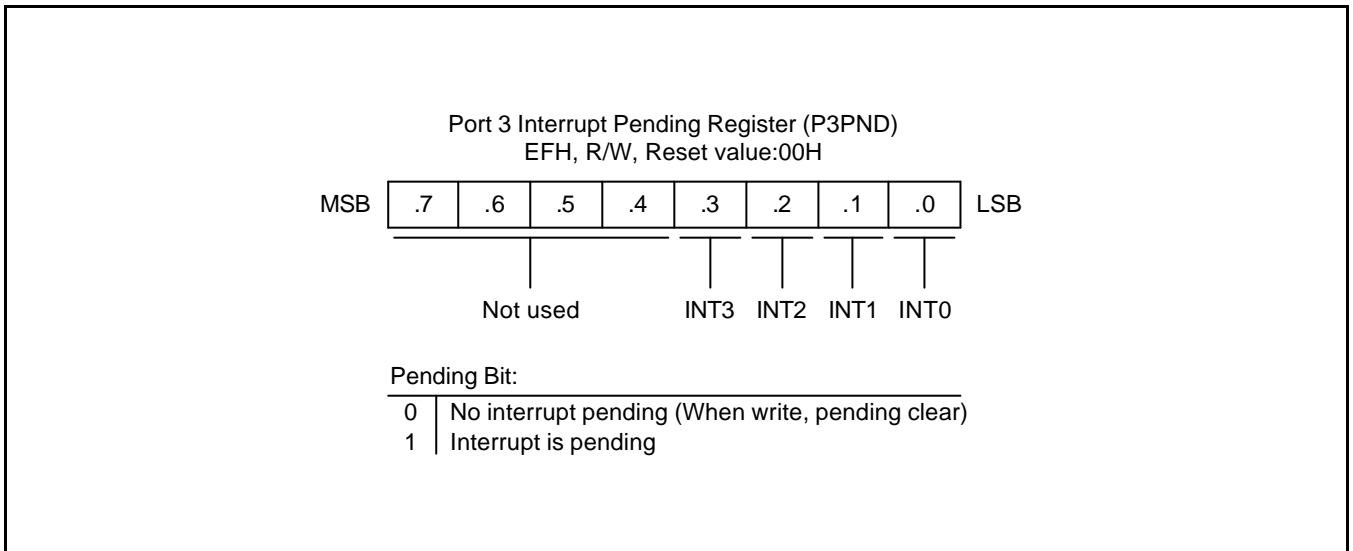 Port 3 Interrupt Pending Register (P3PND)
EFH, R/W, Reset value:00H
MSB .7 .6 .5 .4 .3 .2 .1 .0 LSB
Not used INT3 INT2 INT1 INT0
Pending Bit:
0 No interrupt pending (When write, pending clear)
1 Interrupt is pending